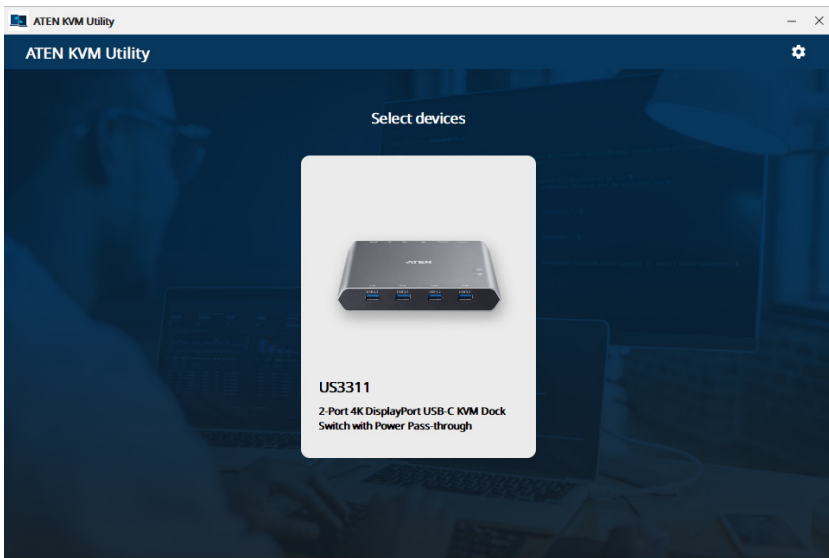 ATEN KVM Utility
ATEN KVM Utility
Select devices
ATEN
US3311
2-Port 4K DisplayPort USB-C KVM Dock
Switch with Power Pass-through